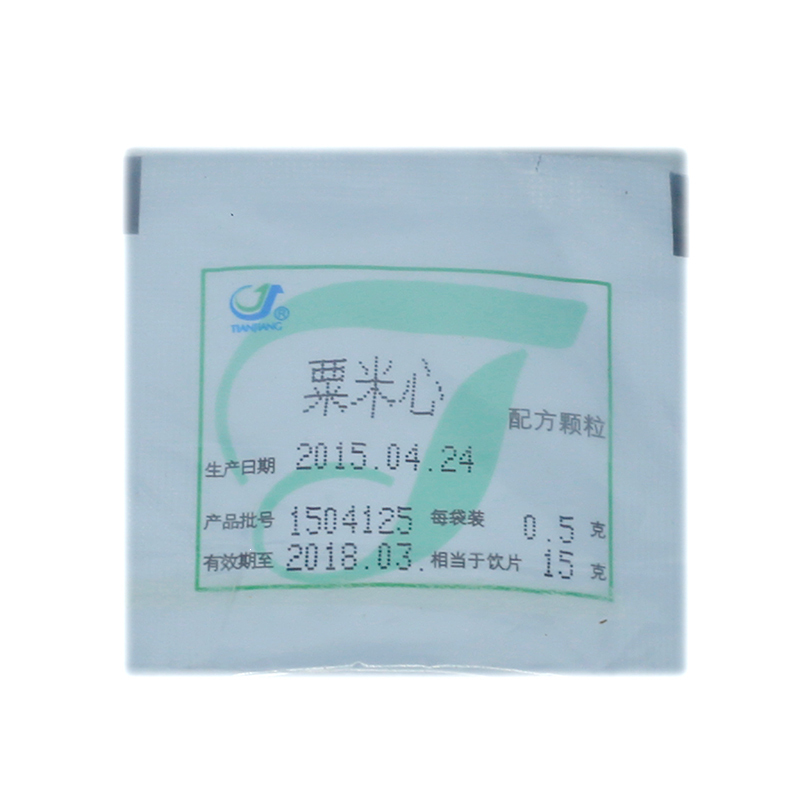 TIANJIANG ®
粟米心
配方颗粒
生产日期 2015.04.24
产品批号 1504125 每袋装 0.5 克
有效期至 2018.03. 相当于饮片 15 克